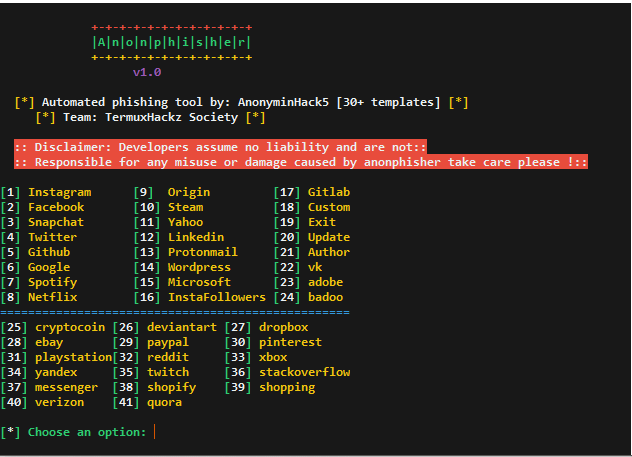 +-+-+-+-+-+-+-+-+-+-+-+
|A|n|o|n|p|h|i|s|h|e|r|
+-+-+-+-+-+-+-+-+-+-+-+
v1.0
[*] Automated phishing tool by: AnonyminHack5 [30+ templates] [*]
[*] Team: TermuxHackz Society [*]
:: Disclaimer: Developers assume no liability and are not::
:: Responsible for any misuse or damage caused by anonphisher take care please !::
[1] Instagram [9] Origin [17] Gitlab
[2] Facebook [10] Steam [18] Custom
[3] Snapchat [11] Yahoo [19] Exit
[4] Twitter [12] Linkedin [20] Update
[5] Github [13] Protonmail [21] Author
[6] Google [14] Wordpress [22] vk
[7] Spotify [15] Microsoft [23] adobe
[8] Netflix [16] InstaFollowers [24] badoo
==================================================
[25] cryptocoin [26] deviantart [27] dropbox
[28] ebay [29] paypal [30] pinterest
[31] playstation[32] reddit [33] xbox
[34] yandex [35] twitch [36] stackoverflow
[37] messenger [38] shopify [39] shopping
[40] verizon [41] quora
[*] Choose an option: